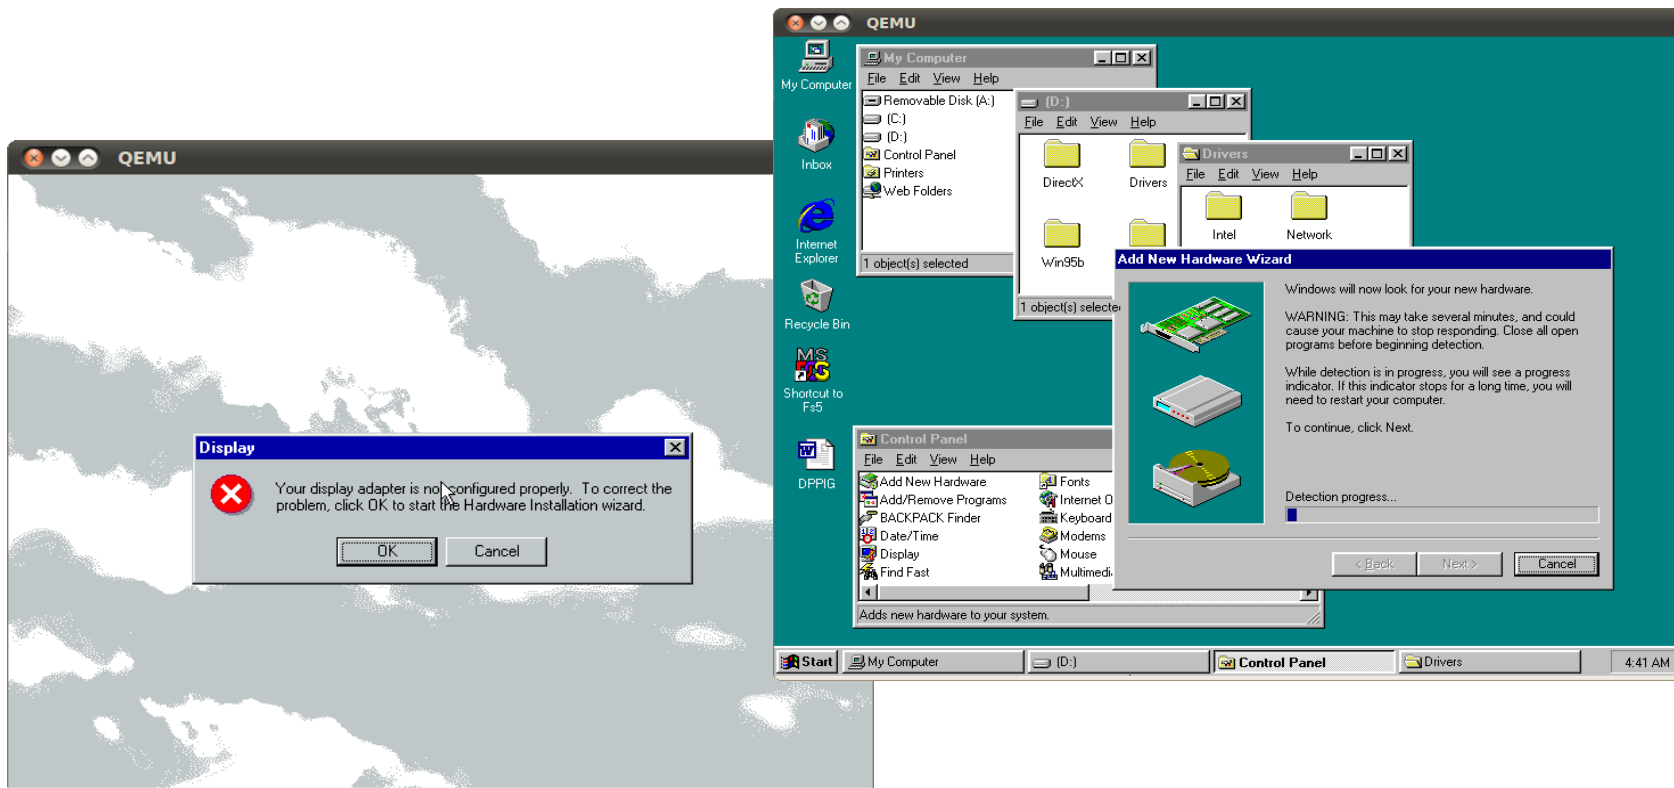 QEMU
Display
Your display adapter is not configured properly. To correct the
problem, click OK to start the Hardware Installation wizard.
OK
Cancel
QEMU
My Computer
Inbox
Internet
Explorer
Recycle Bin
MS
Shortcut to
Fs5
DPPIG
My Computer
File Edit View Help
Removable Disk (A:)
(C:)
(D:)
Control Panel
Printers
Web Folders
1 object(s) selected
(D:)
File Edit View Help
DirectX
Drivers
Win95b
1 object(s) selecte
Drivers
File Edit View Help
Intel
Network
Add New Hardware Wizard
Windows will now look for your new hardware.
WARNING: This may take several minutes, and could
cause your machine to stop responding. Close all open
programs before beginning detection.
While detection is in progress, you will see a progress
indicator. If this indicator stops for a long time, you will
need to restart your computer.
To continue, click Next.
Detection progress...
< Back
Next >
Cancel
Control Panel
File Edit View Help
Add New Hardware
Add/Remove Programs
BACKPACK Finder
Date/Time
Display
Find Fast
Fonts
Internet O
Keyboard
Modems
Mouse
Multimedi
Adds new hardware to your system.
Start
My Computer
(D:)
Control Panel
Drivers
4:41 AM